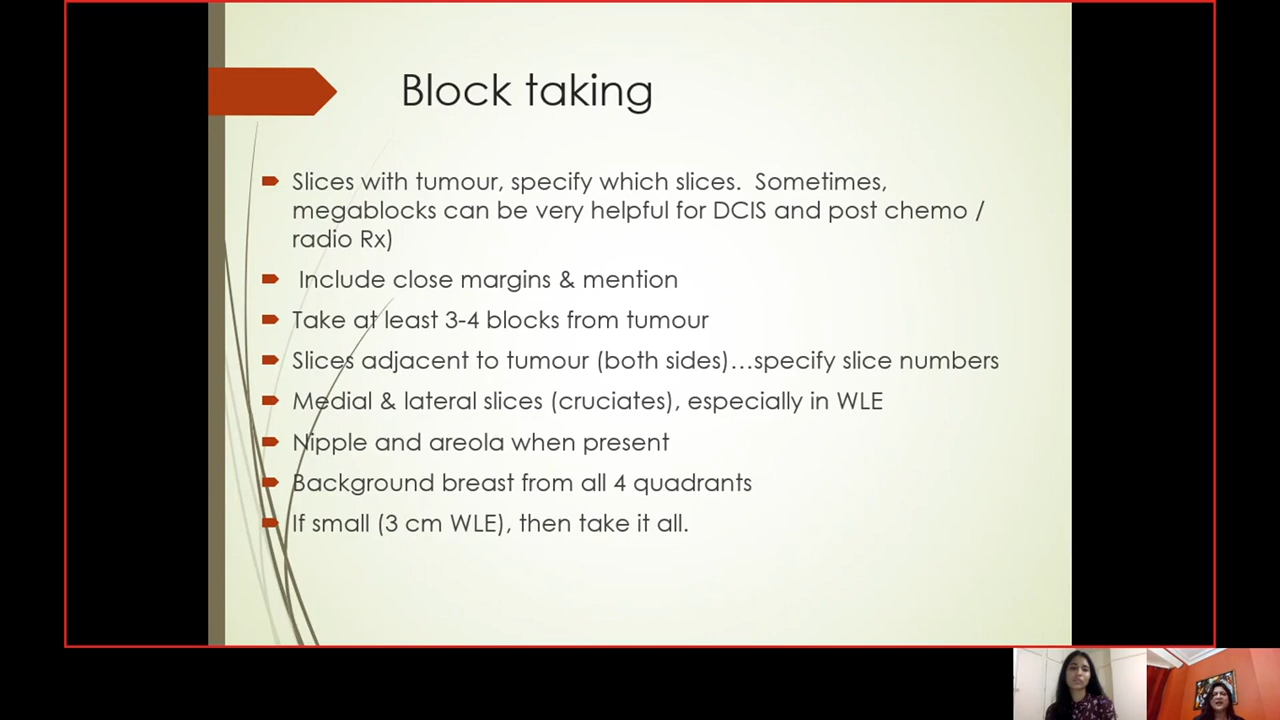 Block taking
Slices with tumour, specify which slices.  Sometimes,
megablocks can be very helpful for DCIS and post chemo /
radio Rx)
Include close margins & mention
Take at least 3-4 blocks from tumour
Slices adjacent to tumour (both sides)...specify slice numbers
Medial & lateral slices (cruciates), especially in WLE
Nipple and areola when present
Background breast from all 4 quadrants
If small (3 cm WLE), then take it all.